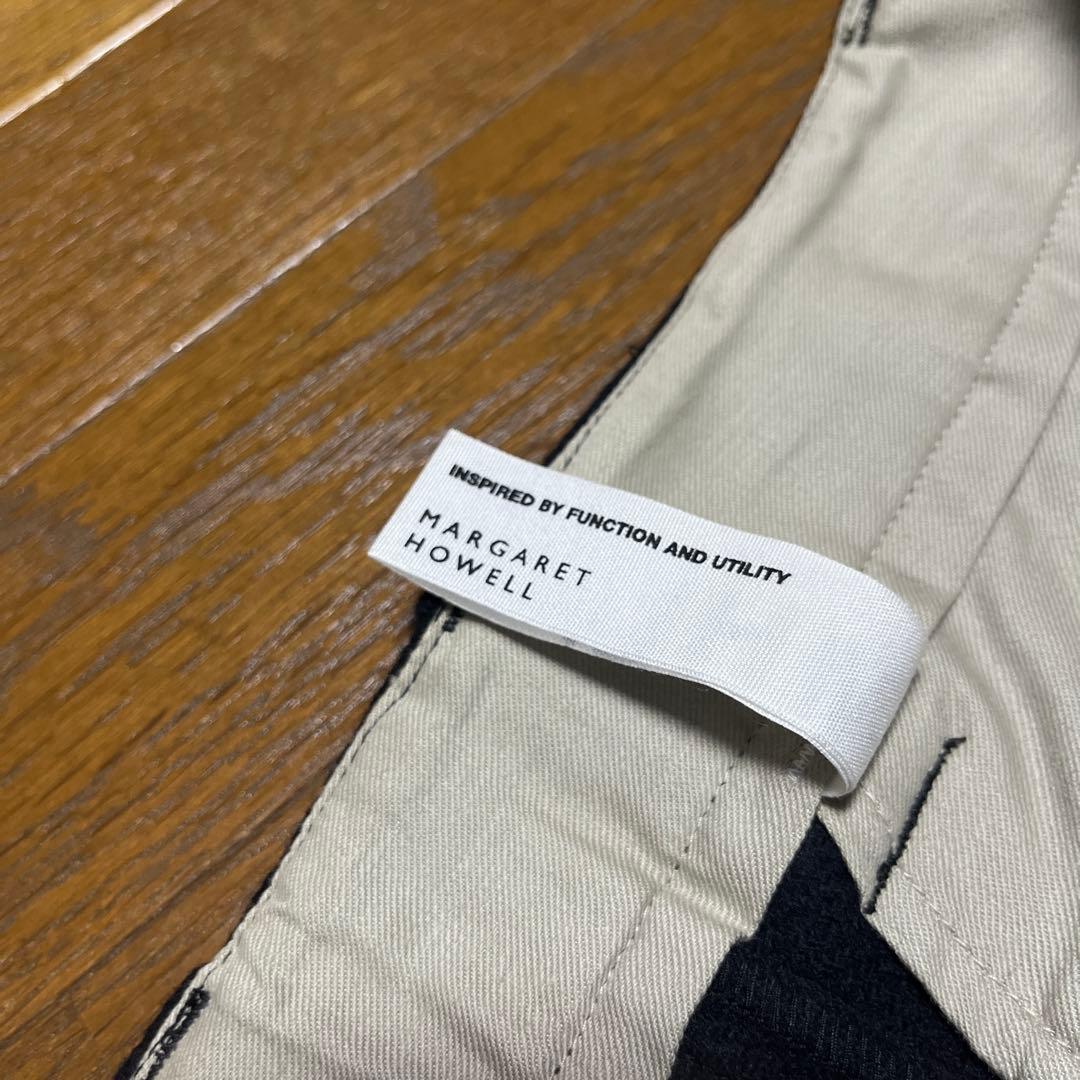 INSPIRED BY FUNCTION AND UTILITY
MARGARET
HOWELL